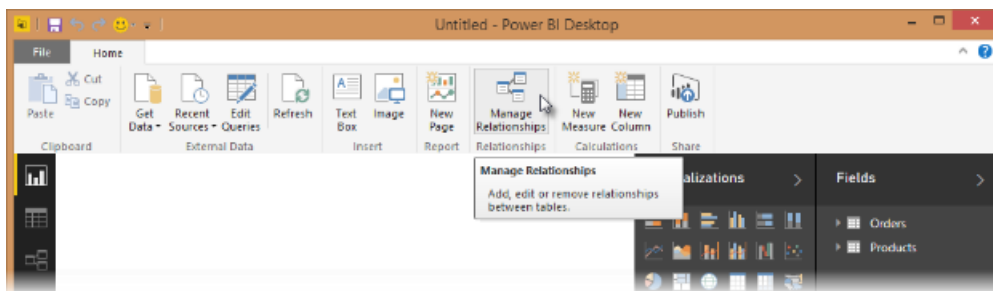 Untitled - Power BI Desktop
File Home
Cut
Copy
Paste
Get Data
Recent Sources
Edit Queries
Refresh
Text Box
Image
New Page
Manage Relationships
New Measure
New Column
Publish
Clipboard External Data Insert Report Relationships Calculations Share
Manage Relationships
Add, edit or remove relationships
between tables.
alizations
Fields
Orders
Products